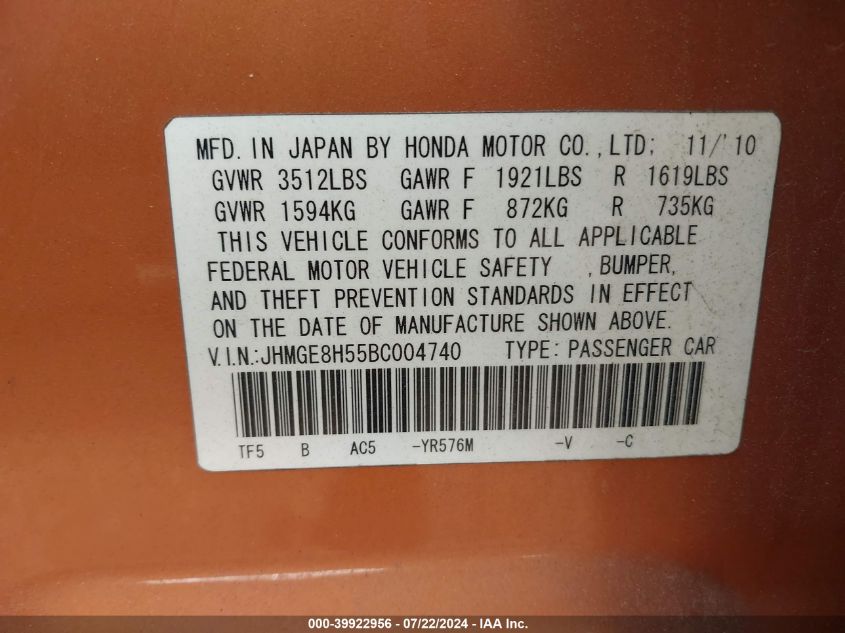 MFD. IN JAPAN BY HONDA MOTOR CO.,LTD; 11/'10
GVWR 3512LBS GAWR F 1921LBS R 1619LBS
GVWR 1594KG GAWR F 872KG R 735KG
THIS VEHICLE CONFORMS TO ALL APPLICABLE
FEDERAL MOTOR VEHICLE SAFETY , BUMPER,
AND THEFT PREVENTION STANDARDS IN EFFECT
ON THE DATE OF MANUFACTURE SHOWN ABOVE.
V.I.N.:JHMGE8H55BC004740 TYPE: PASSENGER CAR
TF5 B AC5 -YR576M -V -C
000-39922956 - 07/22/2024 - IAA Inc.